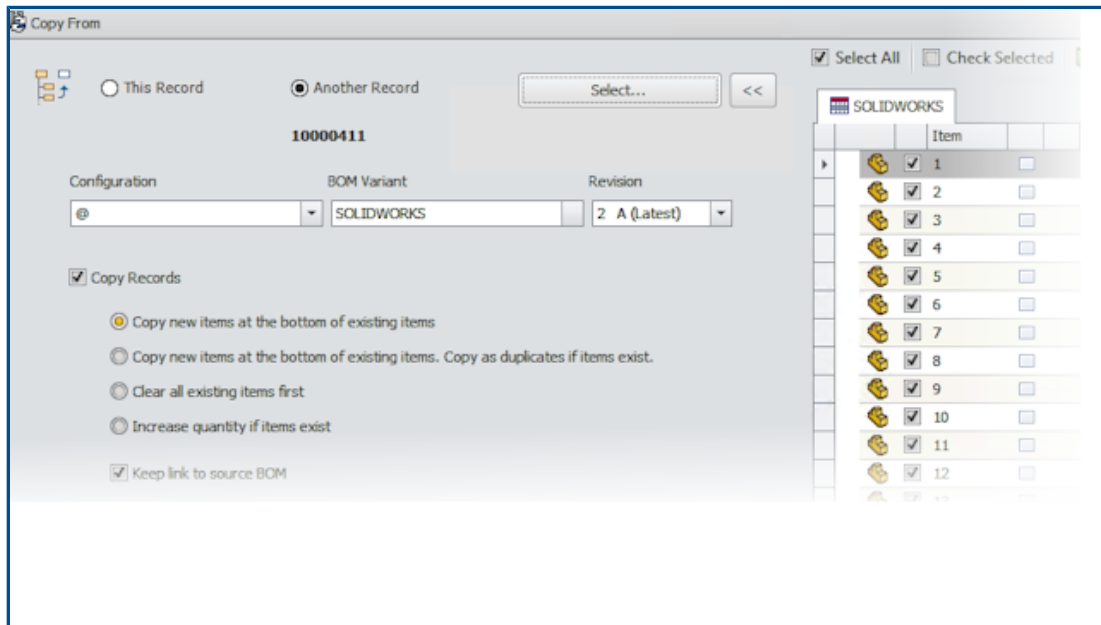 Copy From
This Record
Another Record
Select...
<<
10000411
Configuration
BOM Variant
Revision
@
SOLIDWORKS
2 A (Latest)
Copy Records
Copy new items at the bottom of existing items
Copy new items at the bottom of existing items. Copy as duplicates if items exist.
Clear all existing items first
Increase quantity if items exist
Keep link to source BOM
Select All
Check Selected
SOLIDWORKS
Item
1
2
3
4
5
6
7
8
9
10
11
12